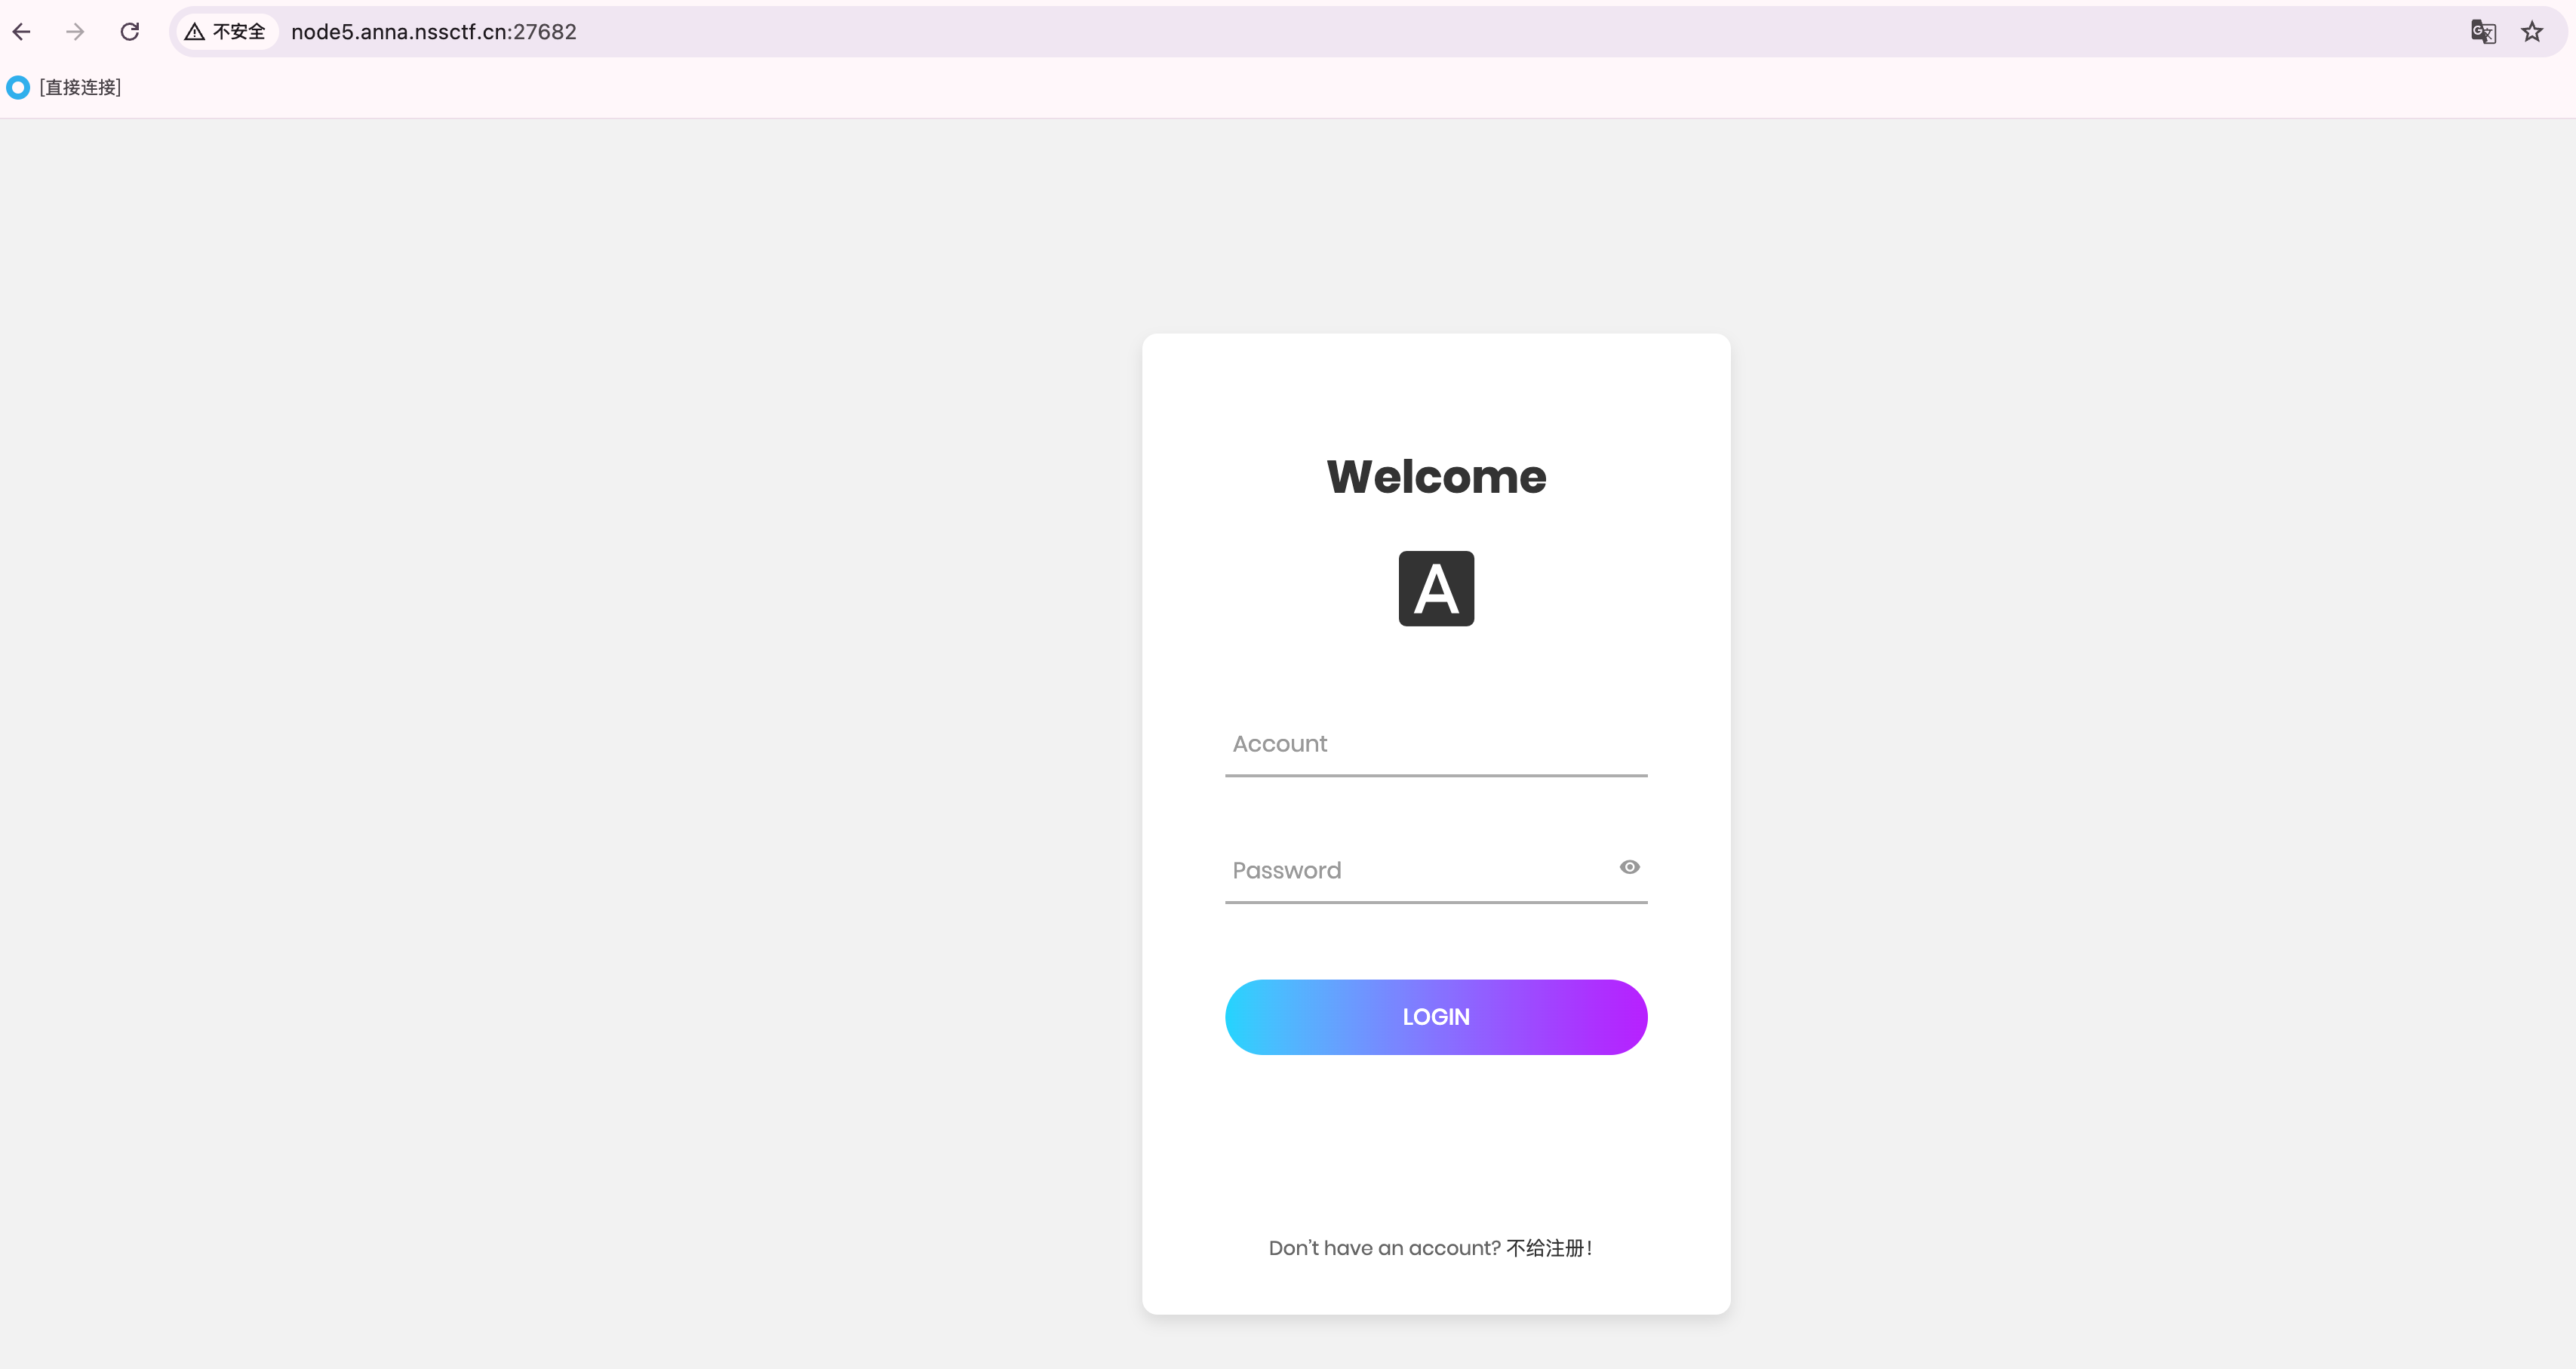 不安全 node5.anna.nssctf.cn:27682
[直接连接]
Welcome
A
Account
Password
LOGIN
Don't have an account? 不给注册!